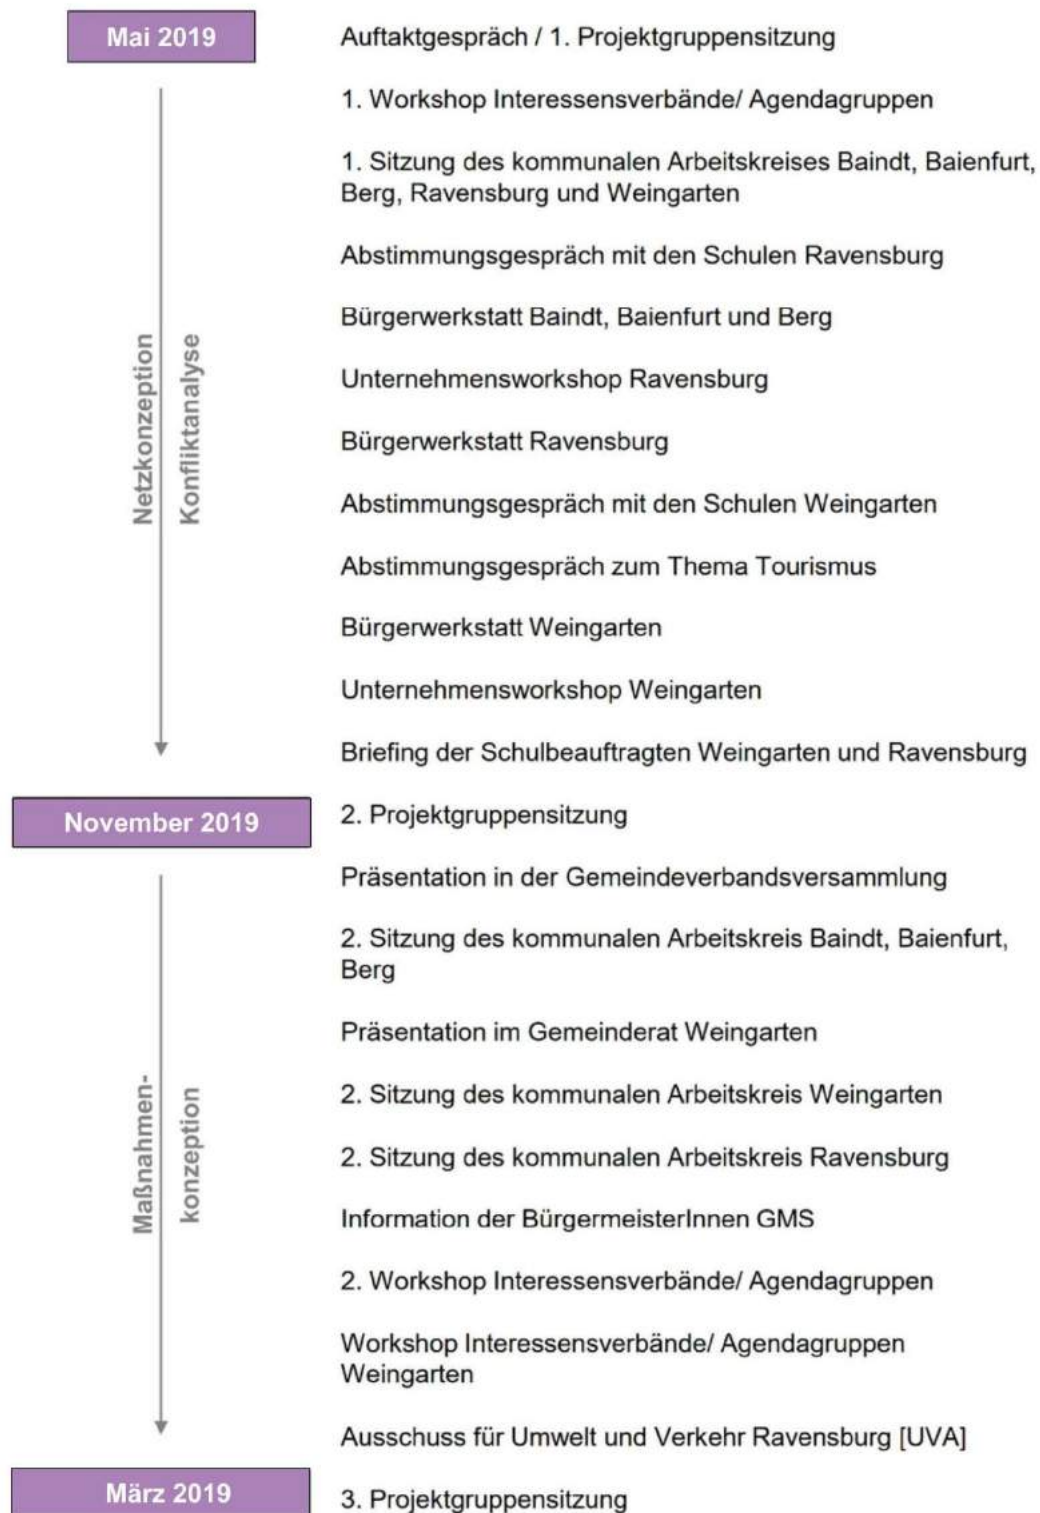 Mai 2019
Auftaktgespräch / 1. Projektgruppensitzung
1. Workshop Interessensverbände/ Agendagruppen
1. Sitzung des kommunalen Arbeitskreises Baindt, Baienfurt,
Berg, Ravensburg und Weingarten
Abstimmungsgespräch mit den Schulen Ravensburg
Bürgerwerkstatt Baindt, Baienfurt und Berg
Unternehmensworkshop Ravensburg
Bürgerwerkstatt Ravensburg
Abstimmungsgespräch mit den Schulen Weingarten
Abstimmungsgespräch zum Thema Tourismus
Bürgerwerkstatt Weingarten
Unternehmensworkshop Weingarten
Briefing der Schulbeauftragten Weingarten und Ravensburg
Netzkonzeption
Konfliktanalyse
November 2019
2. Projektgruppensitzung
Präsentation in der Gemeindeverbandsversammlung
2. Sitzung des kommunalen Arbeitskreis Baindt, Baienfurt,
Berg
Präsentation im Gemeinderat Weingarten
2. Sitzung des kommunalen Arbeitskreis Weingarten
2. Sitzung des kommunalen Arbeitskreis Ravensburg
Information der BürgermeisterInnen GMS
2. Workshop Interessensverbände/ Agendagruppen
Workshop Interessensverbände/ Agendagruppen
Weingarten
Ausschuss für Umwelt und Verkehr Ravensburg [UVA]
Maßnahmen-
konzeption
März 2019
3. Projektgruppensitzung